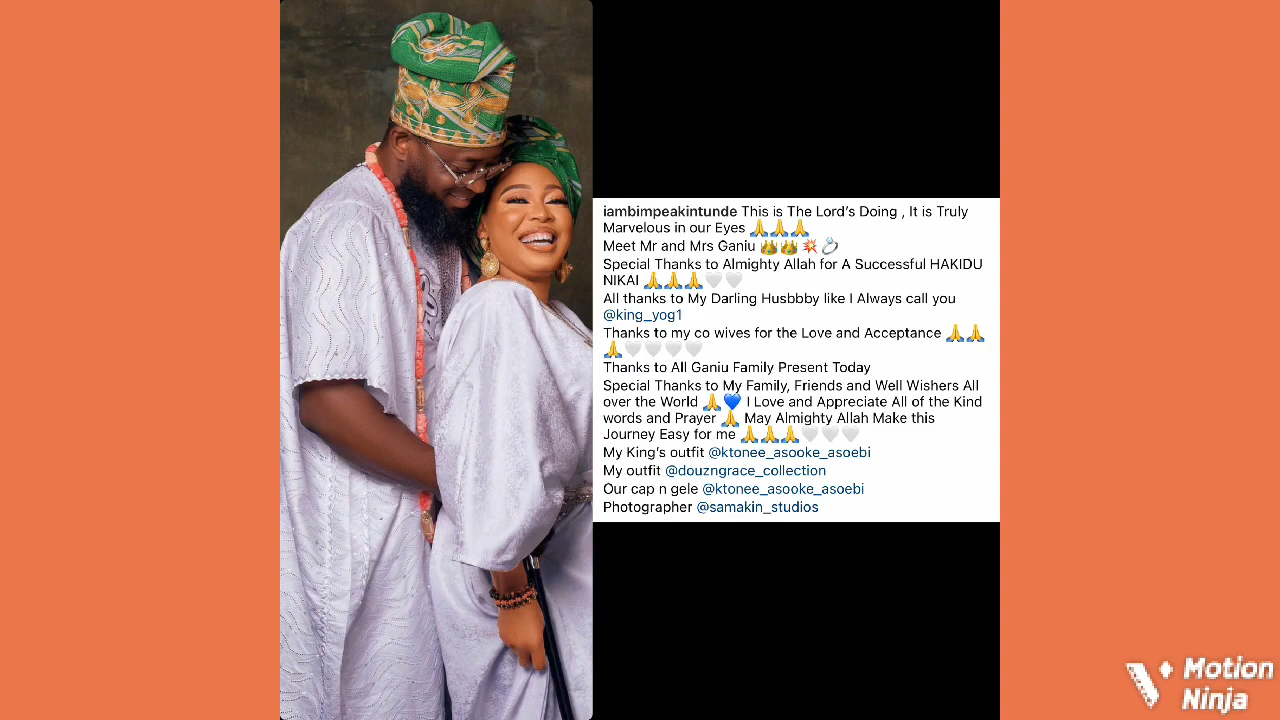 iambimpeakintunde This is The Lord's Doing , It is Truly
Marvelous in our Eyes 🙏🙏🙏
Meet Mr and Mrs Ganiu 👑👑💥💍
Special Thanks to Almighty Allah for A Successful HAKIDU
NIKAI 🙏🙏🙏🤍🤍
All thanks to My Darling Husbbby like I Always call you
@king_yog1
Thanks to my co wives for the Love and Acceptance 🙏🙏
🙏🤍🤍🤍🤍
Thanks to All Ganiu Family Present Today
Special Thanks to My Family, Friends and Well Wishers All
over the World 🙏💙 I Love and Appreciate All of the Kind
words and Prayer 🙏 May Almighty Allah Make this
Journey Easy for me 🙏🙏🙏🤍🤍🤍
My King's outfit @ktonee_asooke_asoebi
My outfit @douzngrace_collection
Our cap n gele @ktonee_asooke_asoebi
Photographer @samakin_studios
Motion
Ninja